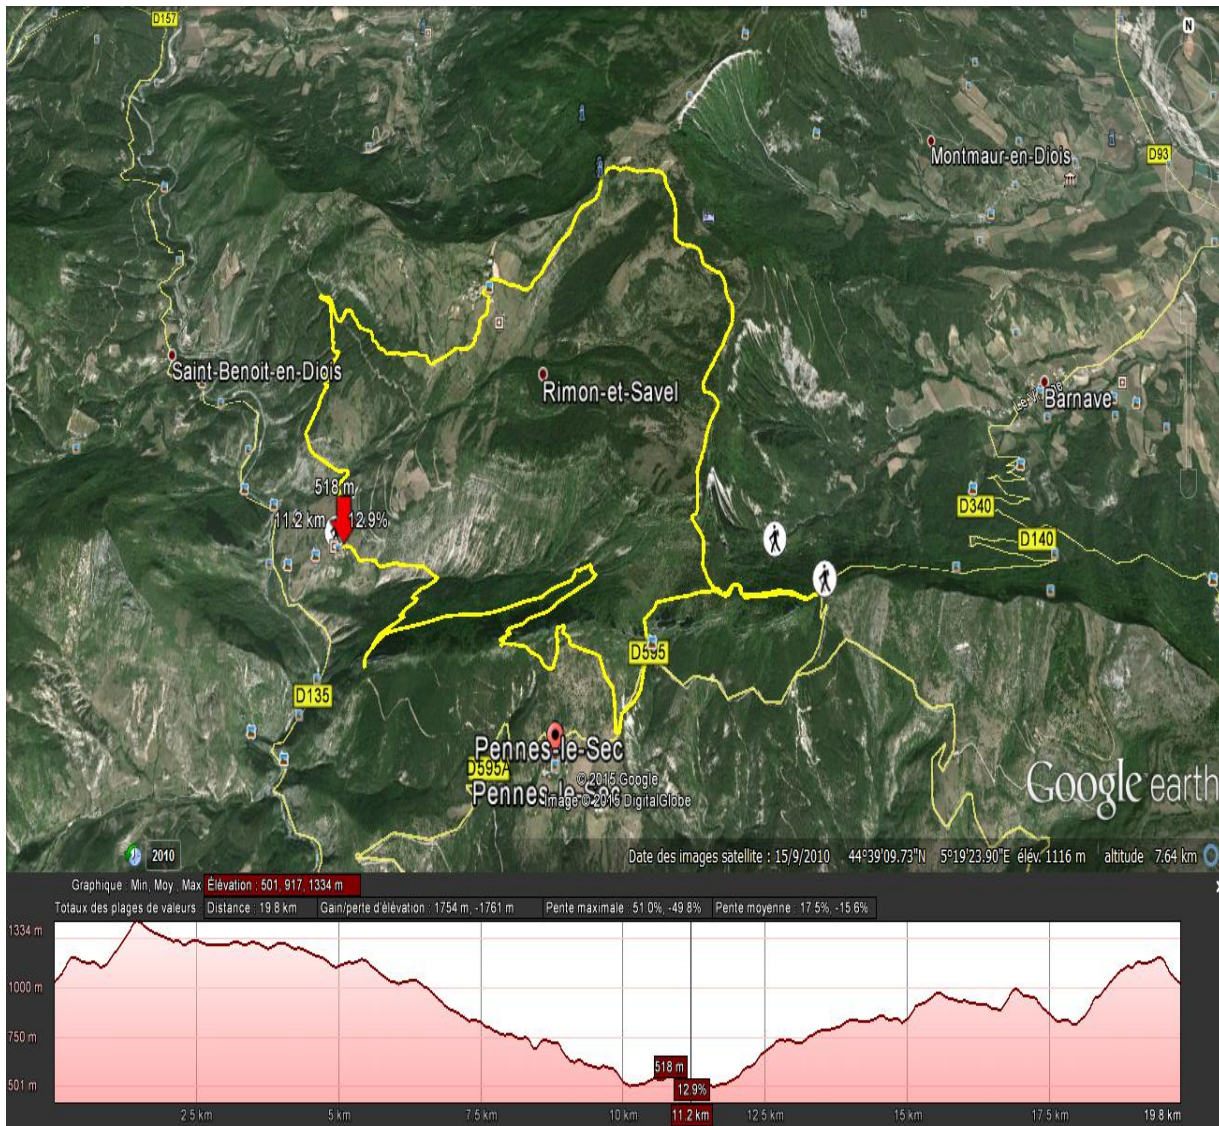 D157
N
Montmaur-en-Diois
D93
Saint-Benoit-en-Diois
Rimon-et-Savel
Barnave
518 m
11.2 km
12.9%
D340
D140
D595
D135
Pennes-le-Sec
D595A
© 2015 Google
Image © 2015 DigitalGlobe
Google earth
2010
Date des images satellite : 15/9/2010 44°39'09.73"N 5°19'23.90"E élév. 1116 m altitude 7.64 km
Graphique : Min, Moy , Max Élévation : 501, 917, 1334 m
Totaux des plages de valeurs : Distance : 19.8 km Gain/perte d'élévation : 1754 m, -1761 m Pente maximale : 51.0%, -49.8% Pente moyenne : 17.5%, -15.6%
1334 m
1000 m
750 m
501 m
518 m
12.9%
2.5 km 5 km 7.5 km 10 km 11.2 km 12.5 km 15 km 17.5 km 19.8 km